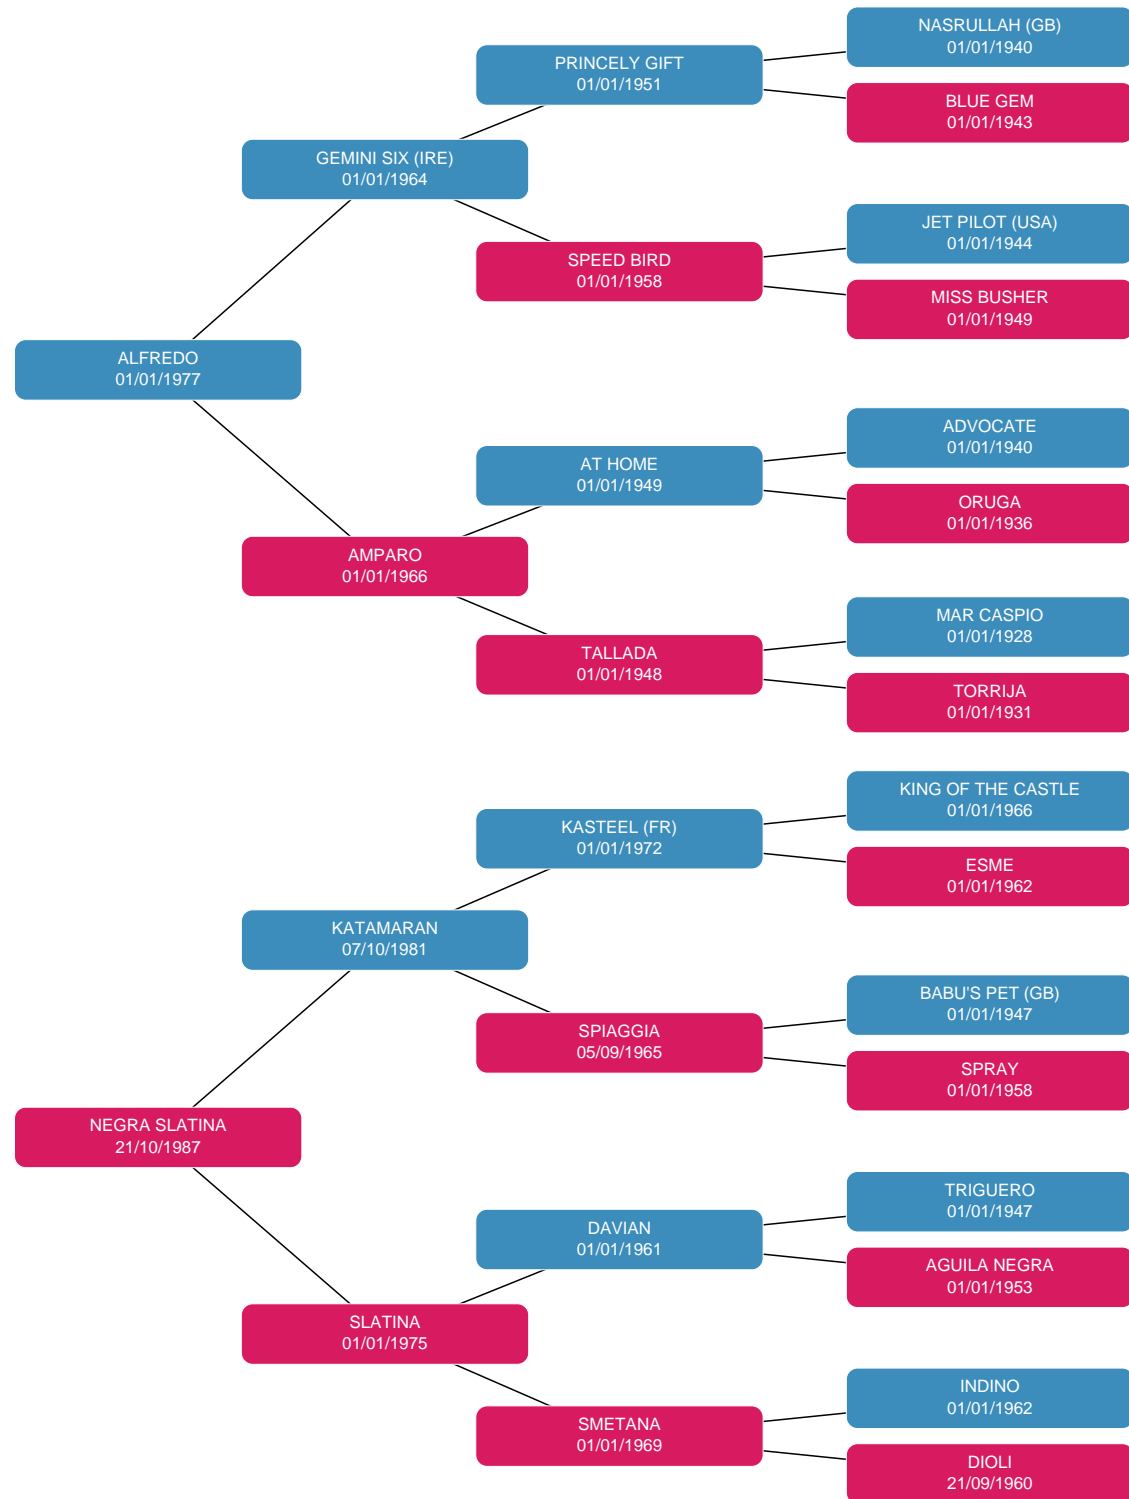 NASRULLAH (GB)
01/01/1940
PRINCELY GIFT
01/01/1951
BLUE GEM
01/01/1943
GEMINI SIX (IRE)
01/01/1964
JET PILOT (USA)
01/01/1944
SPEED BIRD
01/01/1958
MISS BUSHER
01/01/1949
ALFREDO
01/01/1977
ADVOCATE
01/01/1940
AT HOME
01/01/1949
ORUGA
01/01/1936
AMPARO
01/01/1966
MAR CASPIO
01/01/1928
TALLADA
01/01/1948
TORRIJA
01/01/1931
KING OF THE CASTLE
01/01/1966
KASTEEL (FR)
01/01/1972
ESME
01/01/1962
KATAMARAN
07/10/1981
BABU'S PET (GB)
01/01/1947
SPIAGGIA
05/09/1965
SPRAY
01/01/1958
NEGRA SLATINA
21/10/1987
TRIGUERO
01/01/1947
DAVIAN
01/01/1961
AGUILA NEGRA
01/01/1953
SLATINA
01/01/1975
INDINO
01/01/1962
SMETANA
01/01/1969
DIOLI
21/09/1960